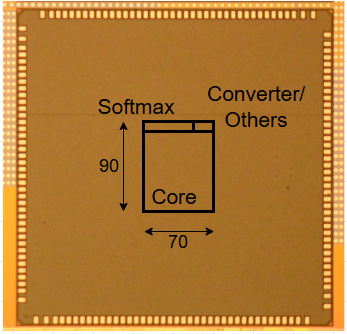 Softmax
Converter/
Others
90
Core
70